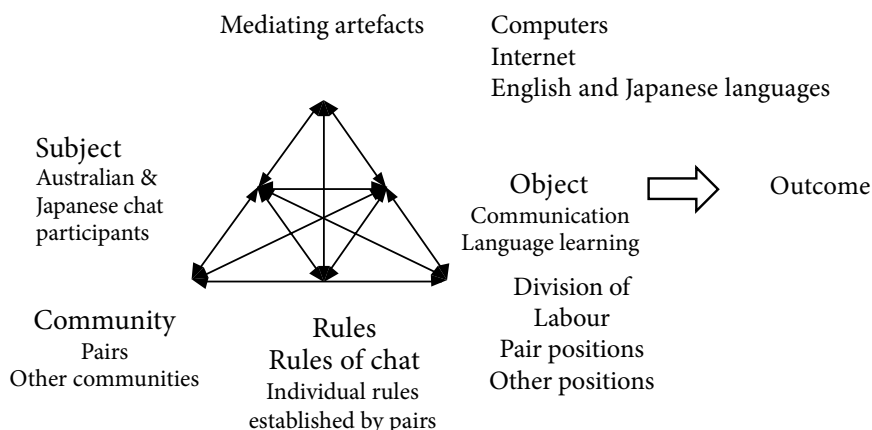 Mediating artefacts
Computers
Internet
English and Japanese languages
Subject
Australian &
Japanese chat
participants
Object
Communication
Language learning
Outcome
Community
Pairs
Other communities
Rules
Rules of chat
Individual rules
established by pairs
Division of
Labour
Pair positions
Other positions